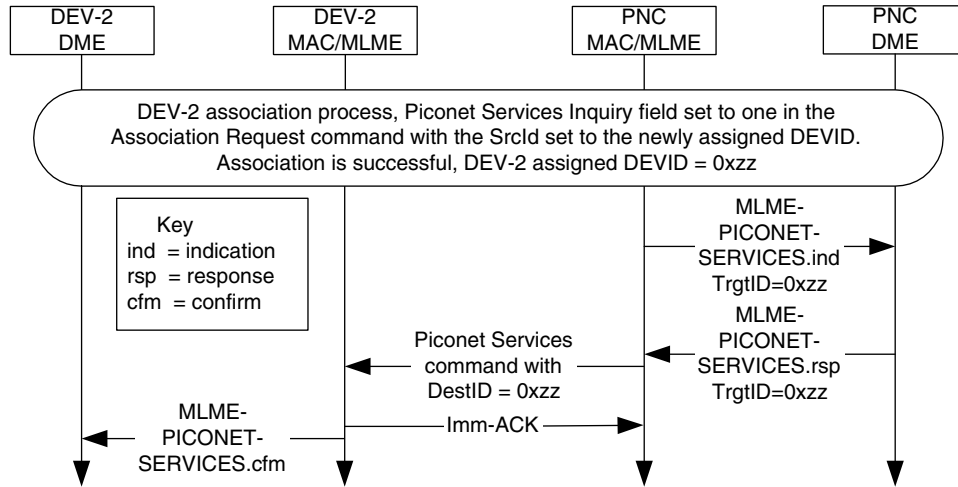 DEV-2
DME
DEV-2
MAC/MLME
PNC
MAC/MLME
PNC
DME
DEV-2 association process, Piconet Services Inquiry field set to one in the
Association Request command with the SrcId set to the newly assigned DEVID.
Association is successful, DEV-2 assigned DEVID = 0xzz
Key
ind = indication
rsp = response
cfm = confirm
MLME-
PICONET-
SERVICES.ind
TrgtID=0xzz
MLME-
PICONET-
SERVICES.rsp
TrgtID=0xzz
Piconet Services
command with
DestID = 0xzz
Imm-ACK
MLME-
PICONET-
SERVICES.cfm